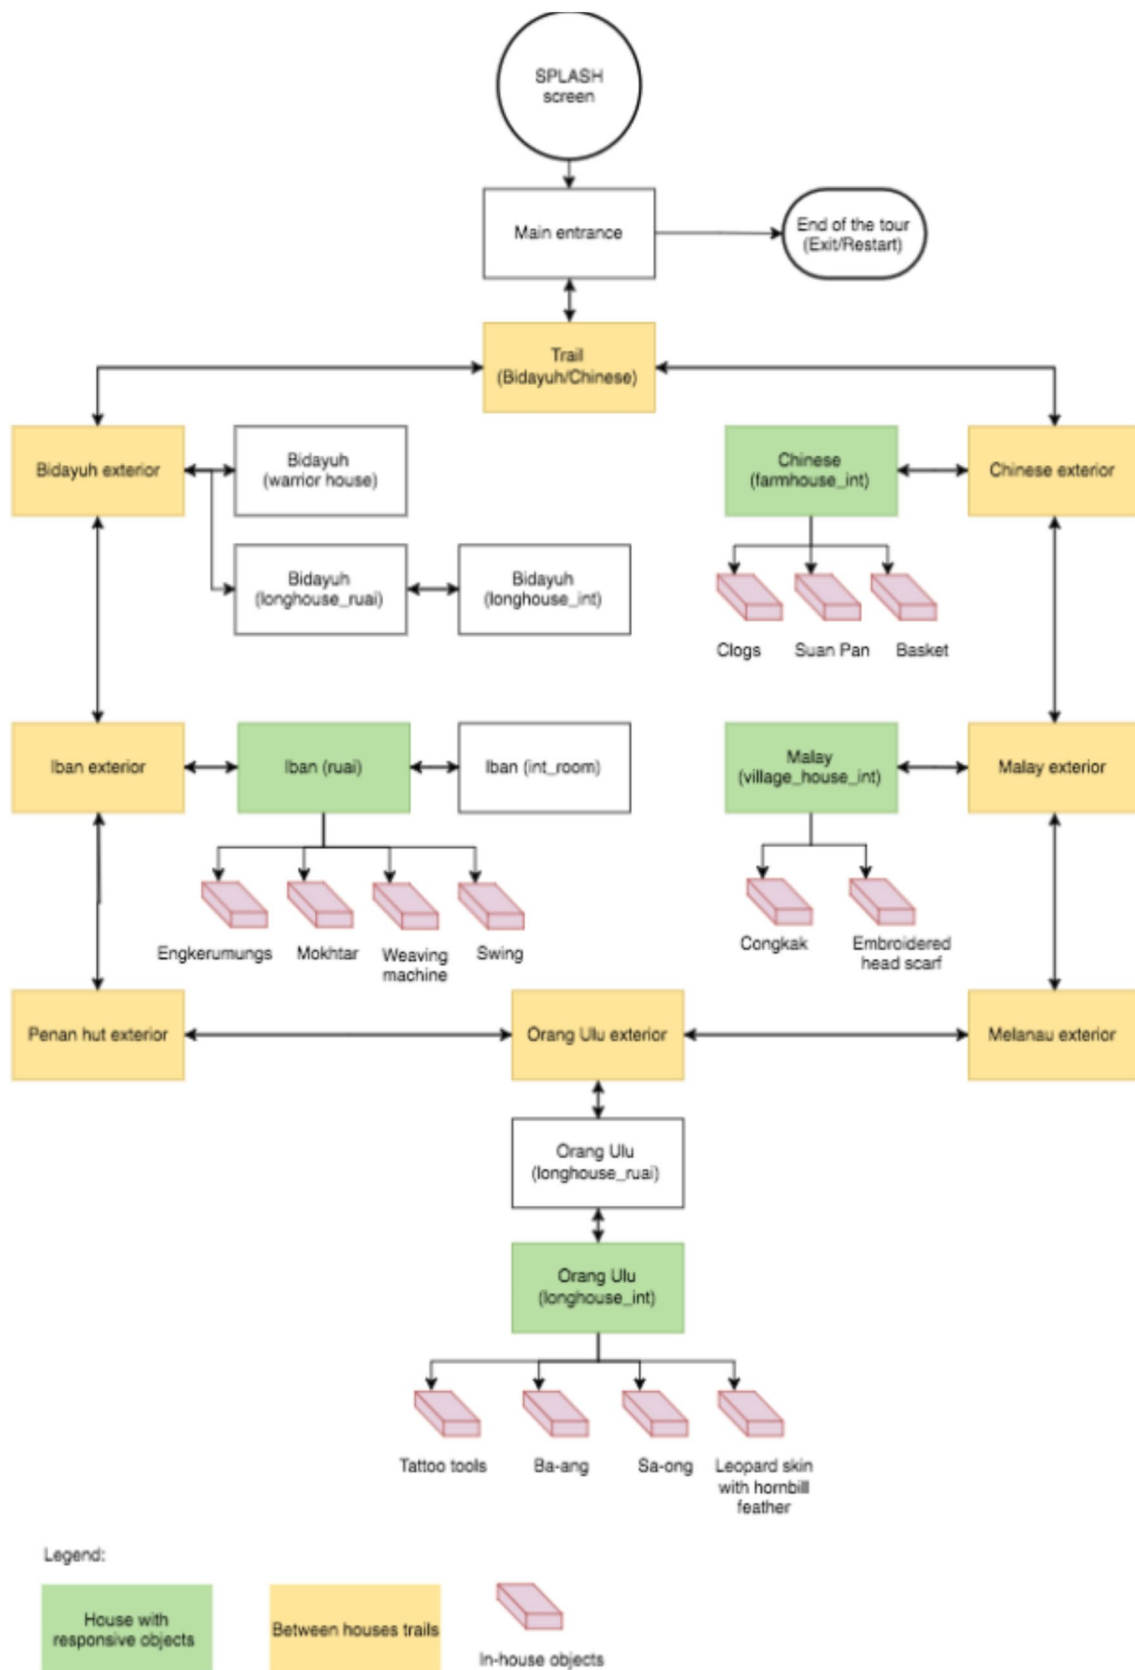 SPLASH
screen
Main entrance
End of the tour
(Exit/Restart)
Trail
(Bidayuh/Chinese)
Bidayuh exterior
Bidayuh
(warrior house)
Chinese
(farmhouse_int)
Chinese exterior
Bidayuh
(longhouse_ruai)
Bidayuh
(longhouse_int)
Clogs
Suan Pan
Basket
Iban exterior
Iban (ruai)
Iban (int_room)
Malay
(village_house_int)
Malay exterior
Engkerumungs
Mokhtar
Weaving
machine
Swing
Congkak
Embroidered
head scarf
Penan hut exterior
Orang Ulu exterior
Melanau exterior
Orang Ulu
(longhouse_ruai)
Orang Ulu
(longhouse_int)
Tattoo tools
Ba-ang
Sa-ong
Leopard skin
with hornbill
feather
Legend:
House with
responsive objects
Between houses trails
In-house objects